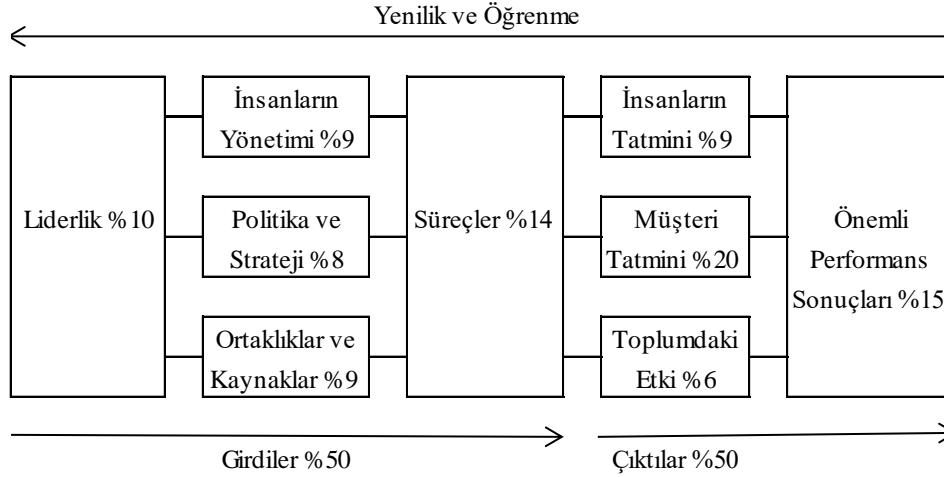 Yenilik ve Öğrenme
Liderlik %10
İnsanların
Yönetimi %9
Politika ve
Strateji %8
Ortaklıklar ve
Kaynaklar %9
Süreçler %14
İnsanların
Tatmini %9
Müşteri
Tatmini %20
Toplumdaki
Etki %6
Önemli
Performans
Sonuçları %15
Girdiler %50
Çıktılar %50